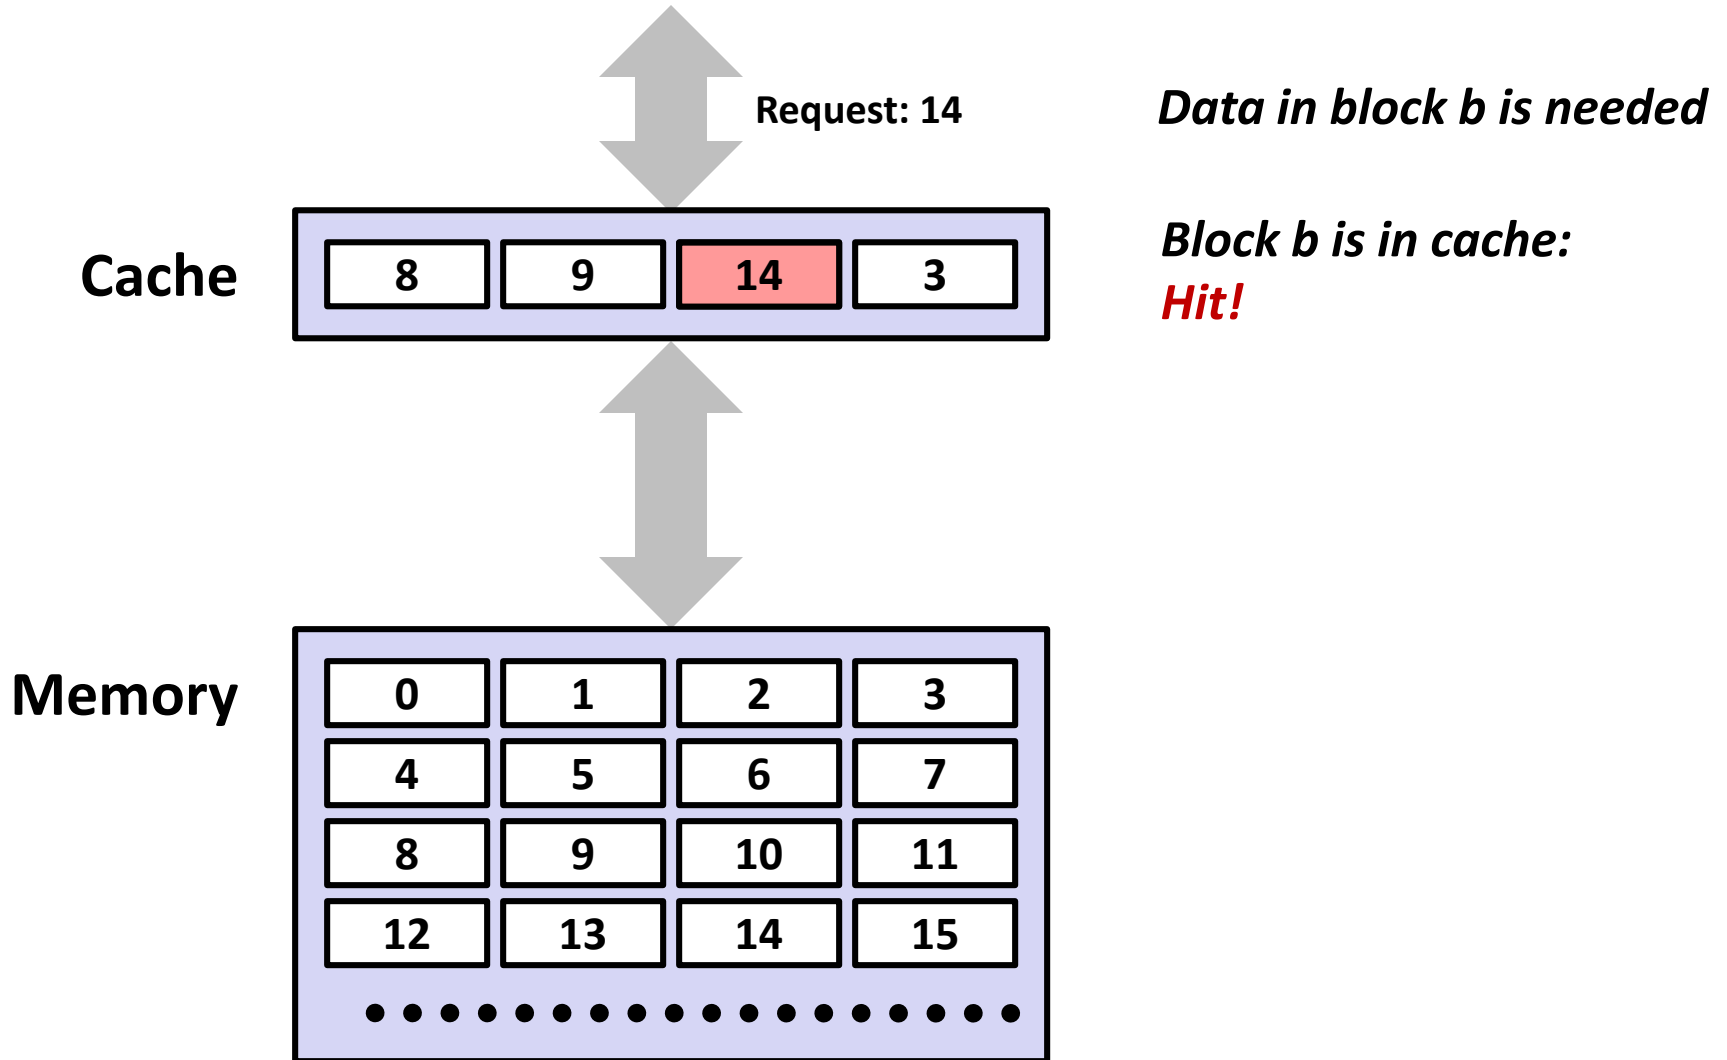 Request: 14
Data in block b is needed
Cache
8 9 14 3
Block b is in cache:
Hit!
Memory
0 1 2 3
4 5 6 7
8 9 10 11
12 13 14 15